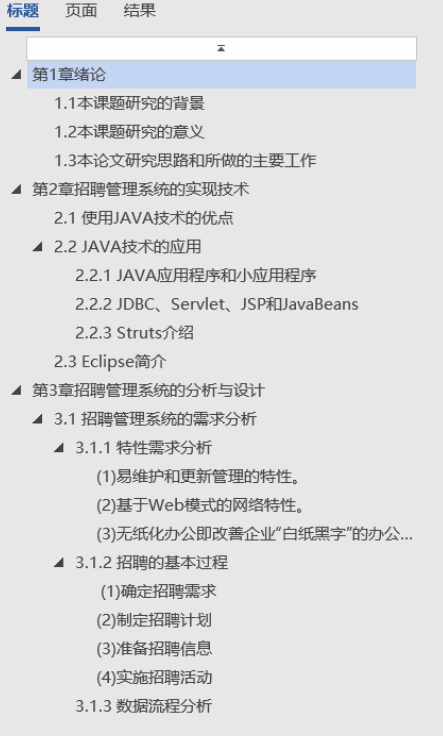 标题 页面 结果
第1章绪论
1.1本课题研究的背景
1.2本课题研究的意义
1.3本论文研究思路和所做的主要工作
第2章招聘管理系统的实现技术
2.1 使用JAVA技术的优点
2.2 JAVA技术的应用
2.2.1 JAVA应用程序和小应用程序
2.2.2 JDBC、Servlet、JSP和JavaBeans
2.2.3 Struts介绍
2.3 Eclipse简介
第3章招聘管理系统的分析与设计
3.1 招聘管理系统的需求分析
3.1.1 特性需求分析
(1)易维护和更新管理的特性。
(2)基于Web模式的网络特性。
(3)无纸化办公即改善企业“白纸黑字”的办公...
3.1.2 招聘的基本过程
(1)确定招聘需求
(2)制定招聘计划
(3)准备招聘信息
(4)实施招聘活动
3.1.3 数据流程分析